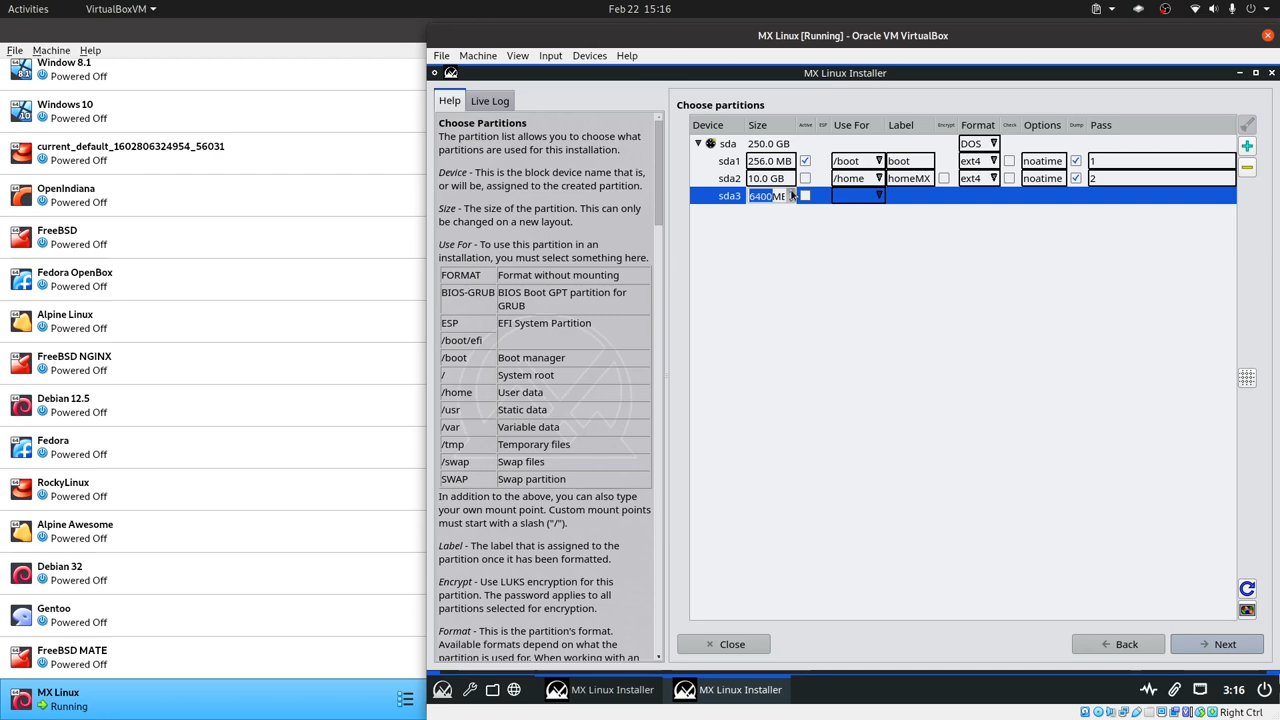 Activities
VirtualBoxVM
Feb 22 15:16
MX Linux [Running] - Oracle VM VirtualBox
File Machine Help
Window 8.1
Powered Off
Windows 10
Powered Off
current_default_1602806324954_56031
Powered Off
OpenIndiana
Powered Off
FreeBSD
Powered Off
Fedora OpenBox
Powered Off
Alpine Linux
Powered Off
FreeBSD NGINX
Powered Off
Debian 12.5
Powered Off
Fedora
Powered Off
RockyLinux
Powered Off
Alpine Awesome
Powered Off
Debian 32
Powered Off
Gentoo
Powered Off
FreeBSD MATE
Powered Off
MX Linux
Running
File Machine View Input Devices Help
MX Linux Installer
Help Live Log
Choose Partitions
The partition list allows you to choose what
partitions are used for this installation.
Device - This is the block device name that is,
or will be, assigned to the created partition.
Size - The size of the partition. This can only
be changed on a new layout.
Use For - To use this partition in an
installation, you must select something here.
FORMAT Format without mounting
BIOS-GRUB BIOS Boot GPT partition for
GRUB
ESP EFI System Partition
/boot/efi
/boot Boot manager
/ System root
/home User data
/usr Static data
/var Variable data
/tmp Temporary files
/swap Swap files
SWAP Swap partition
In addition to the above, you can also type
your own mount point. Custom mount points
must start with a slash ("/").
Label - The label that is assigned to the
partition once it has been formatted.
Encrypt - Use LUKS encryption for this
partition. The password applies to all
partitions selected for encryption.
Format - This is the partition's format.
Available formats depend on what the
partition is used for. When working with an
Choose partitions
Device Size Active ESP Use For Label Encrypt Format Check Options Dump Pass
sda 250.0 GB DOS
sda1 256.0 MB /boot boot ext4 noatime 1
sda2 10.0 GB /home homeMX ext4 noatime 2
sda3 6400MB
Close
Back
Next
MX Linux Installer
MX Linux Installer
3:16
Right Ctrl